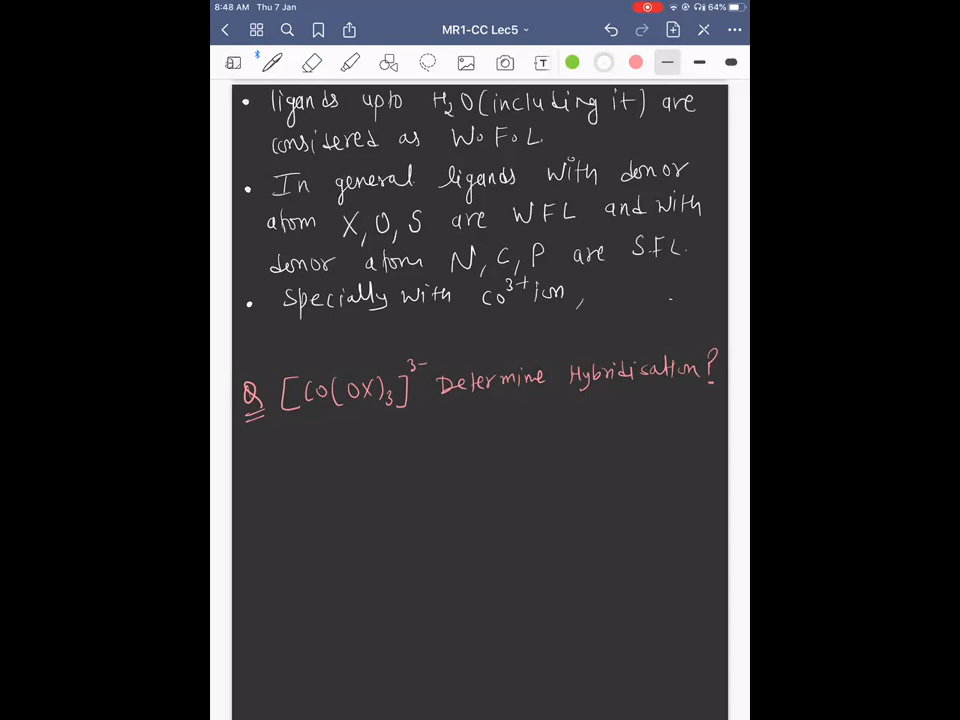 8:48 AM Thu 7 Jan 64%
MR1-CC Lec5
T
• ligands upto H₂O (including it) are
considered as W.F.L.
• In general ligands with donor
atom X, O, S are WFL and with
donor atom N, C, P are S.F.L.
• Specially with Co³⁺ ion,
Q [CO(OX)₃]³⁻ Determine Hybridisation?